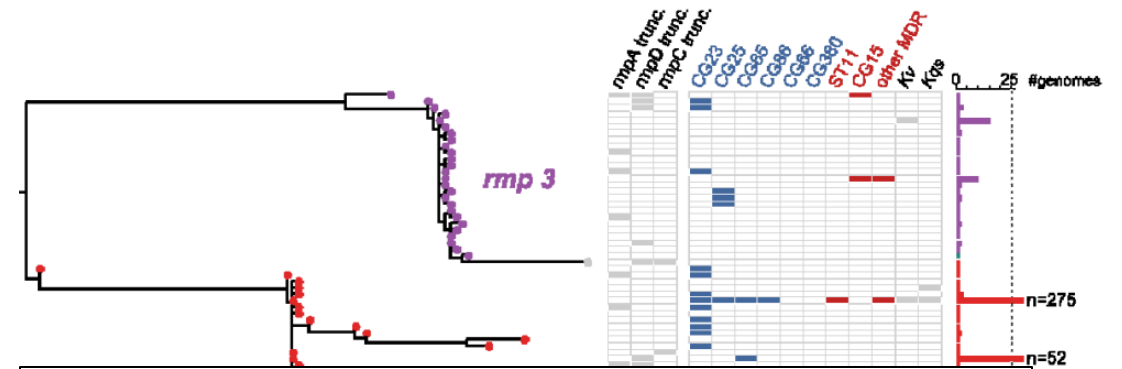 rmpA trunc.
rmpD trunc.
rmpC trunc.
CG23
CG25
CG65
CG86
CG66
CG380
ST11
CG15
other MDR
Kv
Kqs
0 25 #genomes
rmp 3
n=275
n=52